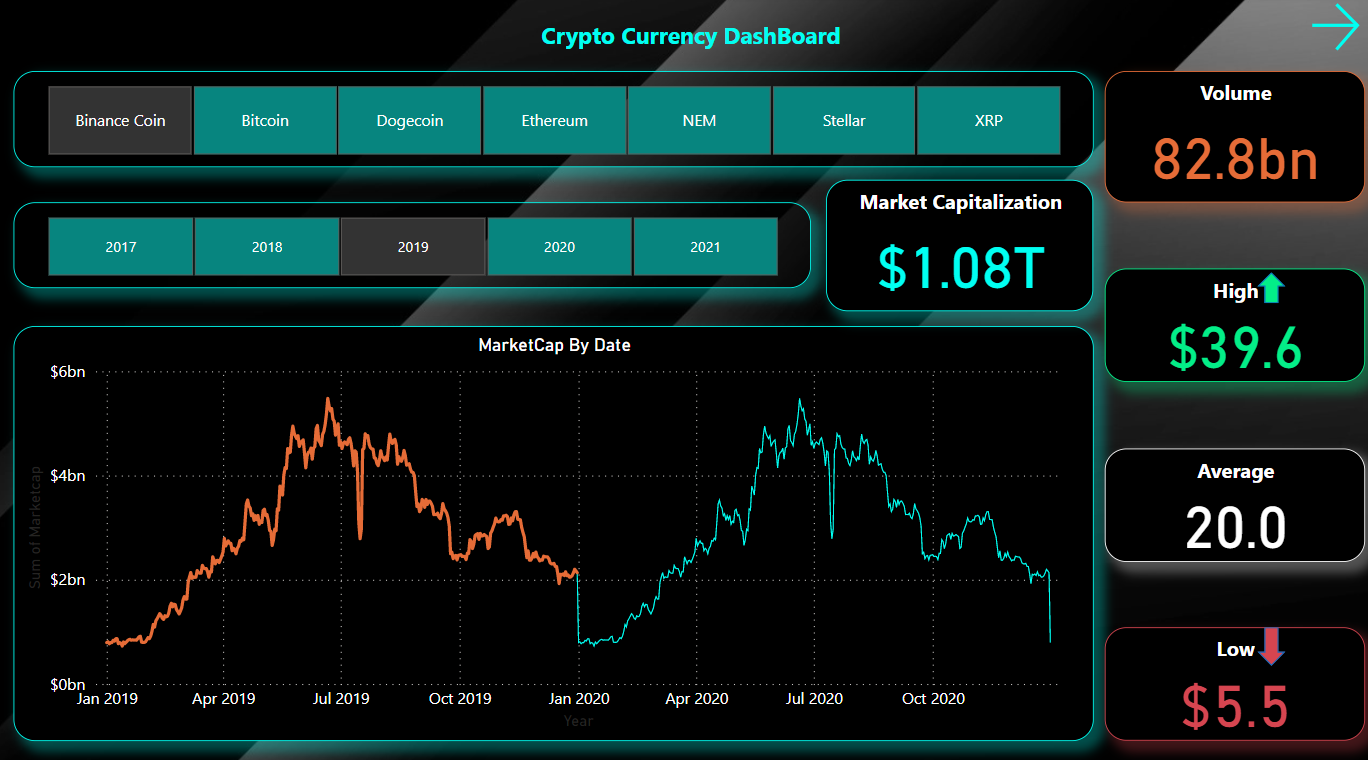 Crypto Currency DashBoard
Binance Coin
Bitcoin
Dogecoin
Ethereum
NEM
Stellar
XRP
Volume
82.8bn
2017
2018
2019
2020
2021
Market Capitalization
$1.08T
High
$39.6
MarketCap By Date
Sum of Marketcap
$6bn
$4bn
$2bn
$0bn
Jan 2019
Apr 2019
Jul 2019
Oct 2019
Jan 2020
Apr 2020
Jul 2020
Oct 2020
Year
Average
20.0
Low
$5.5